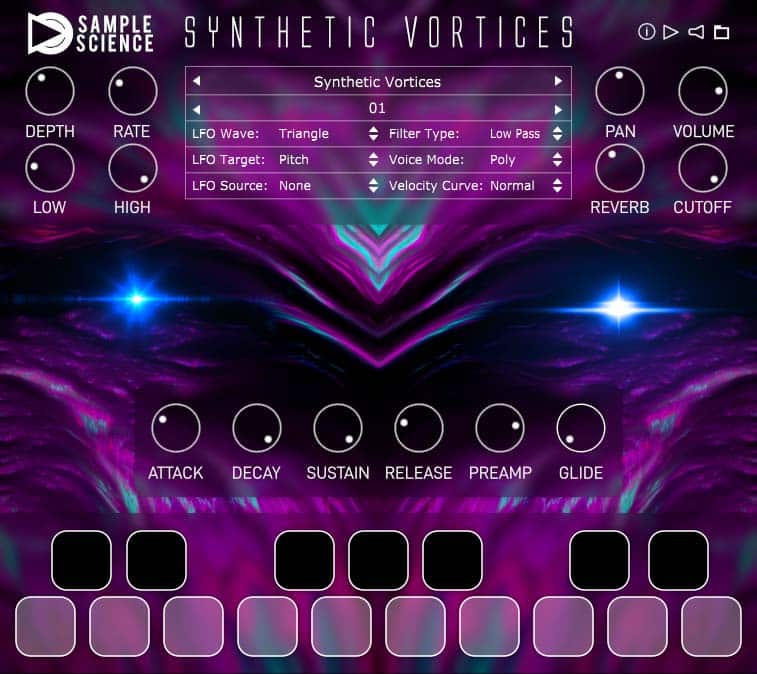 SAMPLE
SCIENCE
SYNTHETIC VORTICES
DEPTH
RATE
LOW
HIGH
Synthetic Vortices
01
LFO Wave: Triangle Filter Type: Low Pass
LFO Target: Pitch Voice Mode: Poly
LFO Source: None Velocity Curve: Normal
PAN
VOLUME
REVERB
CUTOFF
ATTACK
DECAY
SUSTAIN
RELEASE
PREAMP
GLIDE